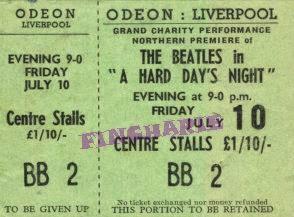 ODEON
LIVERPOOL
EVENING 9-0
FRIDAY
JULY 10
Centre Stalls
£1/10/-
BB 2
TO BE GIVEN UP
ODEON : LIVERPOOL
GRAND CHARITY PERFORMANCE
NORTHERN PREMIERE of
THE BEATLES in
"A HARD DAY'S NIGHT"
EVENING at 9-0 p.m.
FRIDAY
JULY 10
CENTRE STALLS £1/10/-
BB 2
No ticket exchanged nor money refunded
THIS PORTION TO BE RETAINED
FINCHARIE